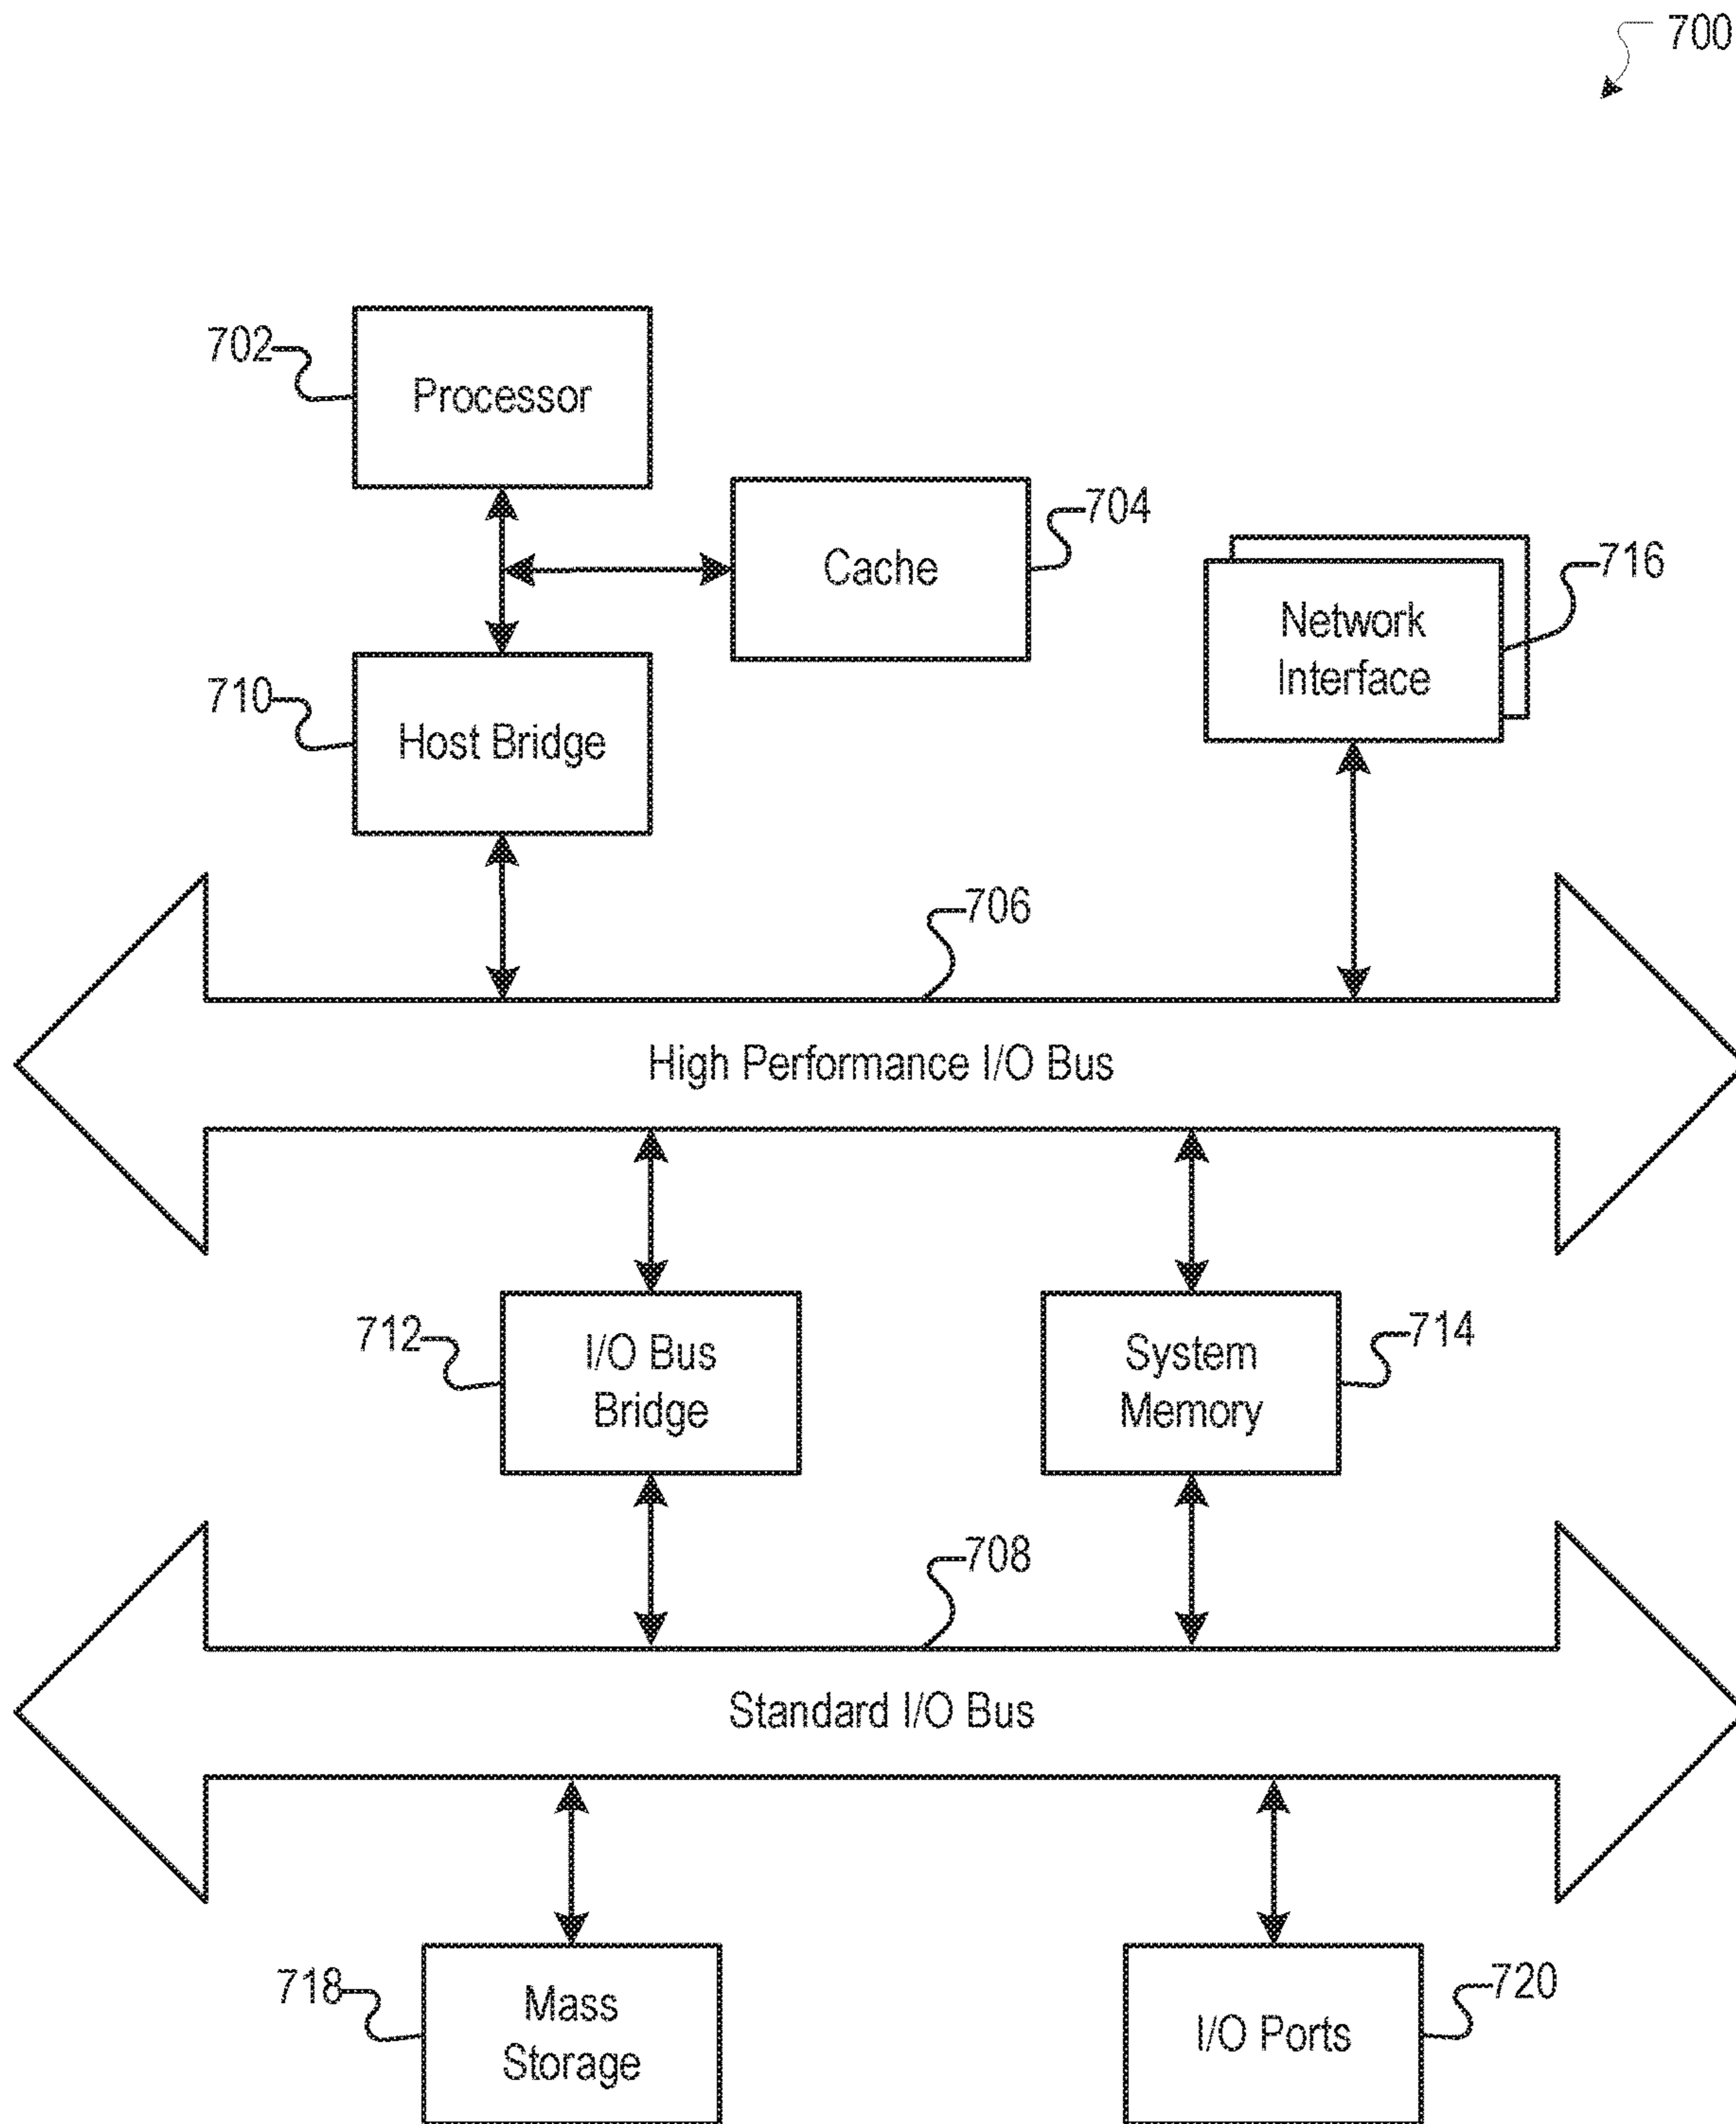 700
702
Processor
704
Cache
716
Network
Interface
710
Host Bridge
706
High Performance I/O Bus
712
I/O Bus
Bridge
714
System
Memory
708
Standard I/O Bus
718
Mass
Storage
720
I/O Ports